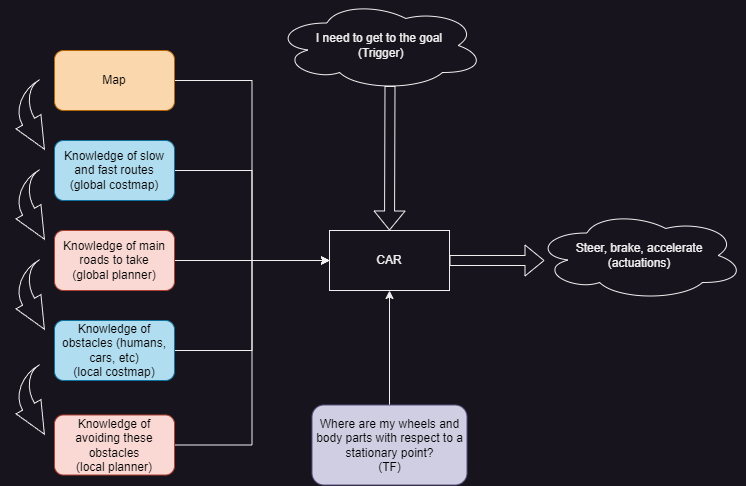 I need to get to the goal
(Trigger)
Map
Knowledge of slow
and fast routes
(global costmap)
Knowledge of main
roads to take
(global planner)
Knowledge of
obstacles (humans,
cars, etc)
(local costmap)
Knowledge of
avoiding these
obstacles
(local planner)
CAR
Steer, brake, accelerate
(actuations)
Where are my wheels and
body parts with respect to a
stationary point?
(TF)